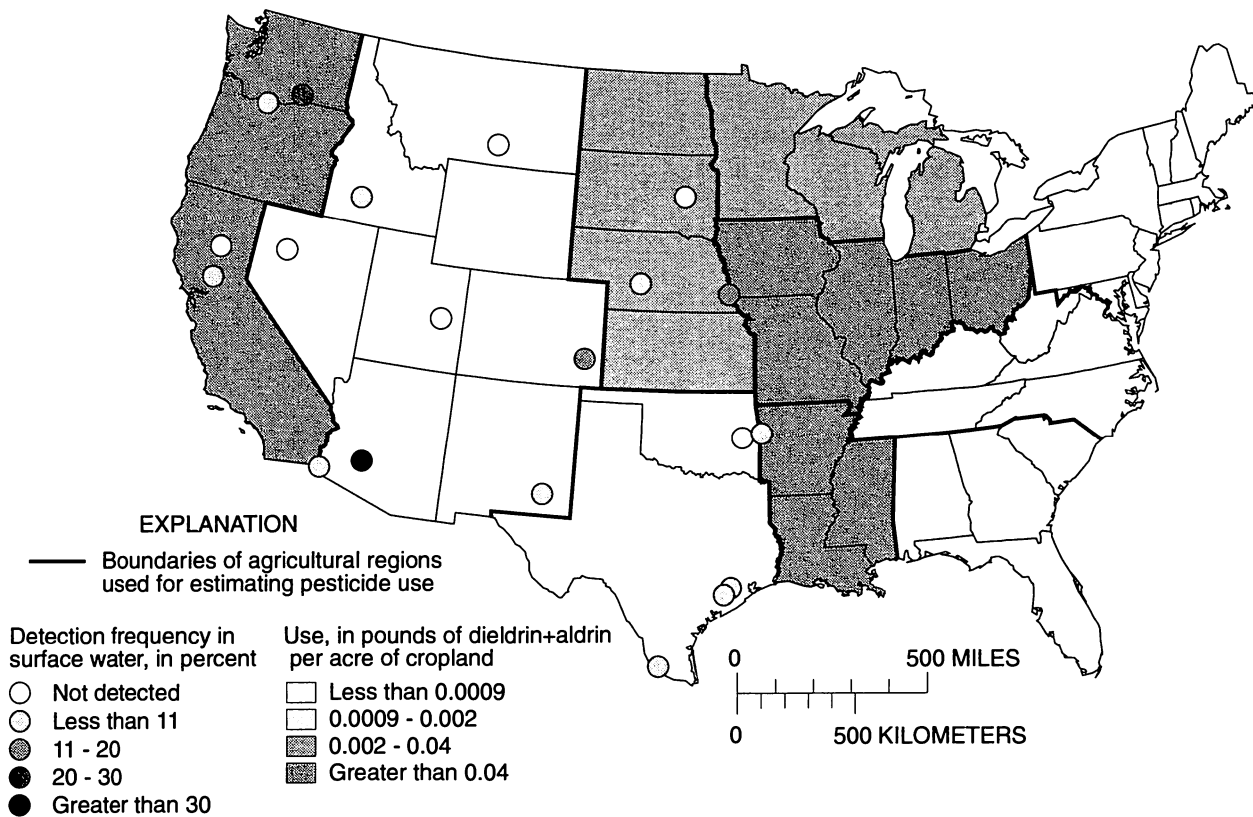 EXPLANATION
Boundaries of agricultural regions
used for estimating pesticide use
Detection frequency in
surface water, in percent
Not detected
Less than 11
11 - 20
20 - 30
Greater than 30
Use, in pounds of dieldrin+aldrin
per acre of cropland
Less than 0.0009
0.0009 - 0.002
0.002 - 0.04
Greater than 0.04
0 500 MILES
0 500 KILOMETERS